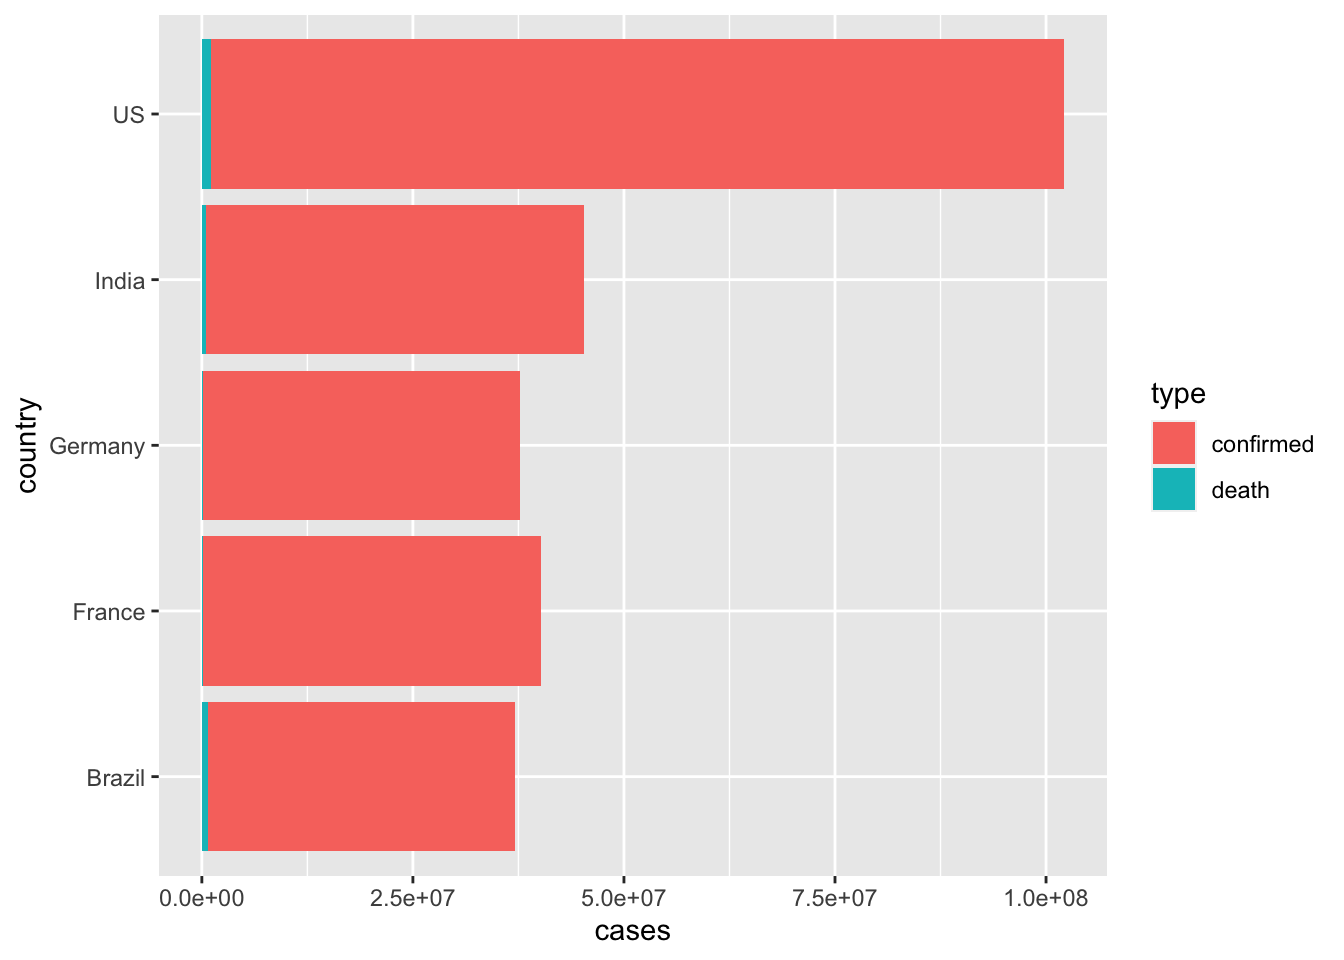 US
India
Germany
France
Brazil
country
0.0e+00 2.5e+07 5.0e+07 7.5e+07 1.0e+08
cases
type
confirmed
death